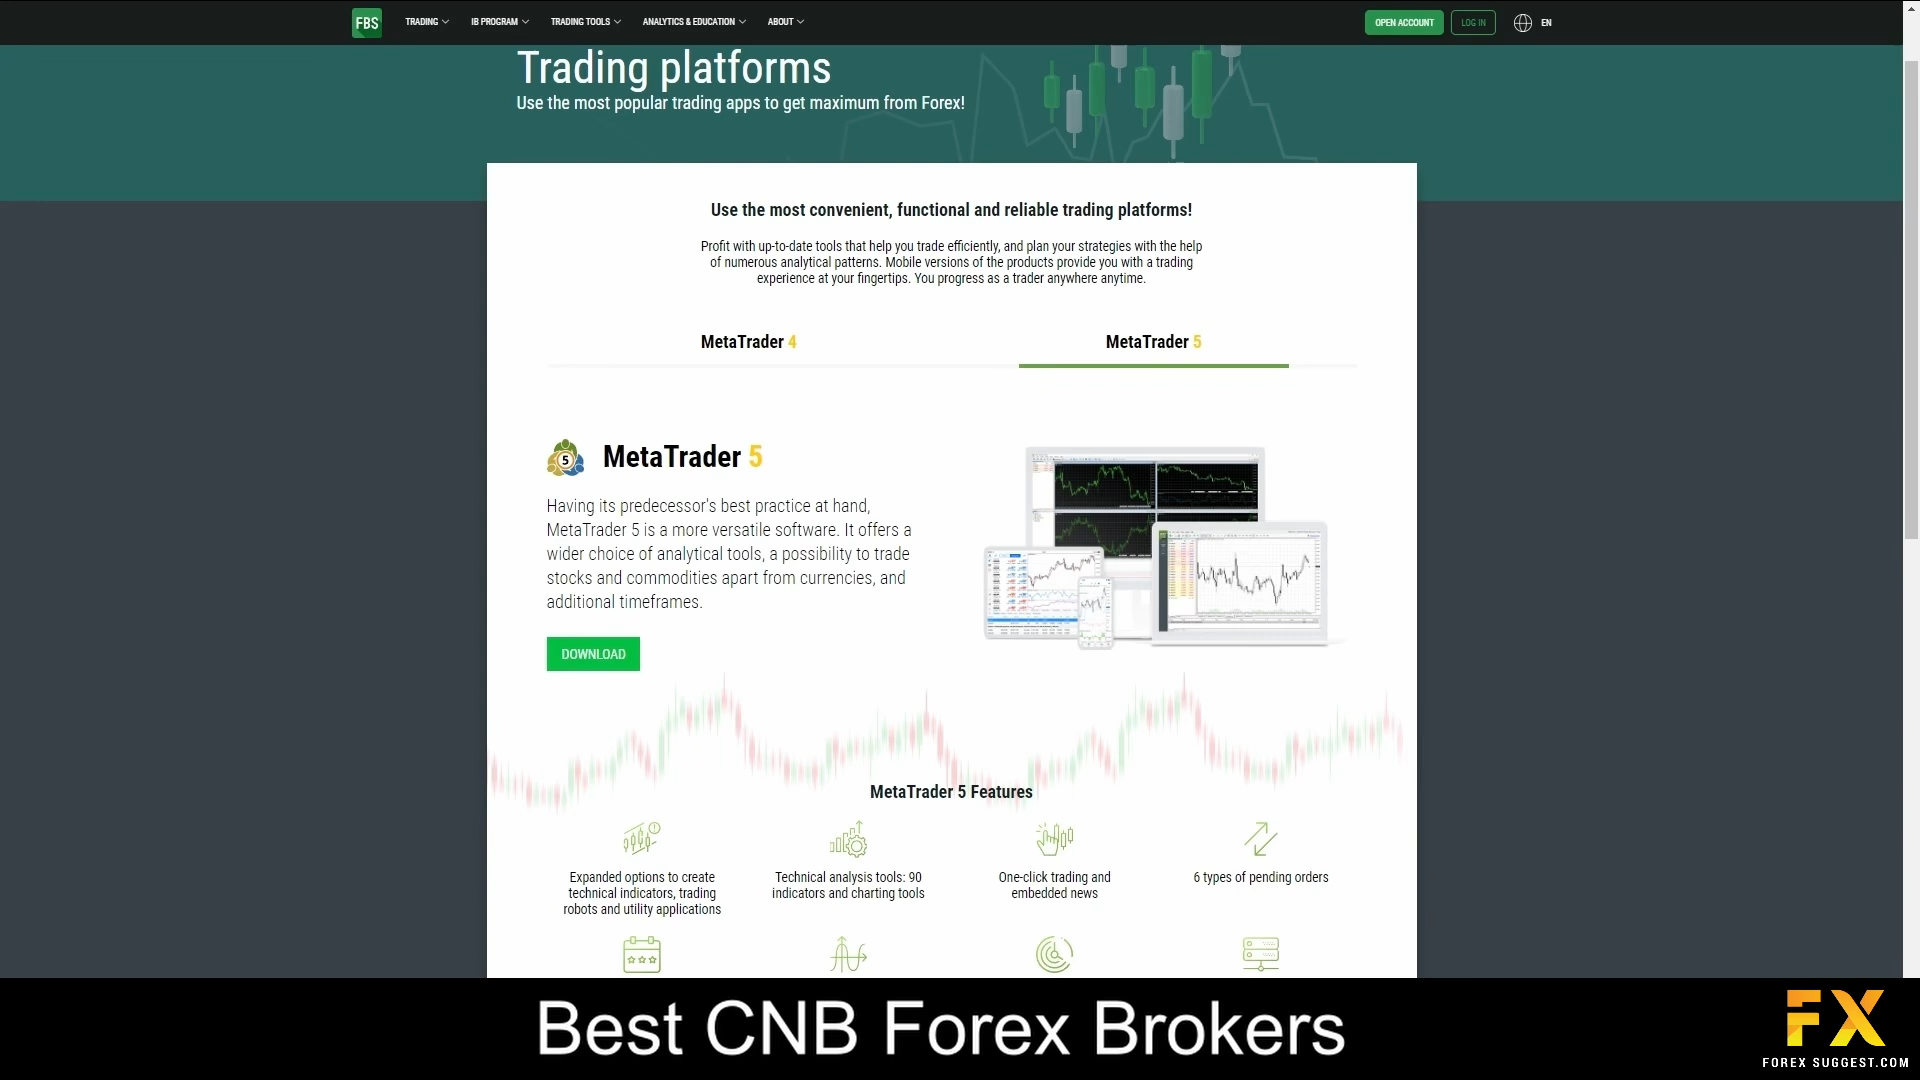 FBS
TRADING
IB PROGRAM
TRADING TOOLS
ANALYTICS & EDUCATION
ABOUT
OPEN ACCOUNT
LOG IN
EN
Trading platforms
Use the most popular trading apps to get maximum from Forex!
Use the most convenient, functional and reliable trading platforms!
Profit with up-to-date tools that help you trade efficiently, and plan your strategies with the help
of numerous analytical patterns. Mobile versions of the products provide you with a trading
experience at your fingertips. You progress as a trader anywhere anytime.
MetaTrader 4
MetaTrader 5
5
MetaTrader 5
Having its predecessor's best practice at hand,
MetaTrader 5 is a more versatile software. It offers a
wider choice of analytical tools, a possibility to trade
stocks and commodities apart from currencies, and
additional timeframes.
DOWNLOAD
MetaTrader 5 Features
Expanded options to create
technical indicators, trading
robots and utility applications
Technical analysis tools: 90
indicators and charting tools
One-click trading and
embedded news
6 types of pending orders
Best CNB Forex Brokers
FX
FOREX SUGGEST.COM